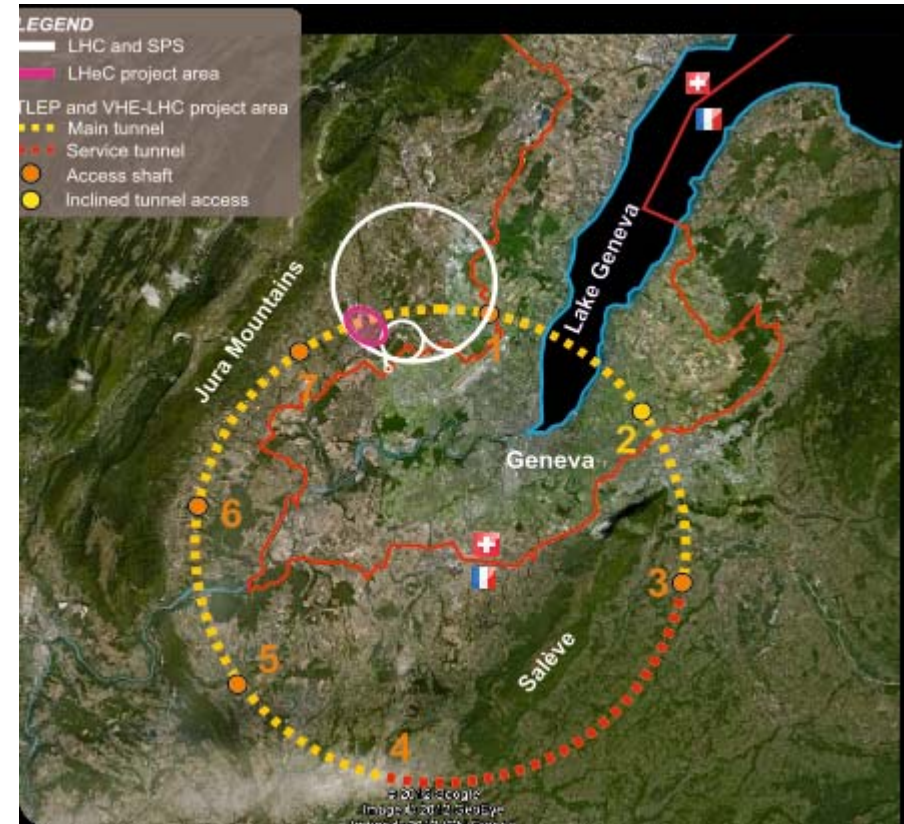 LEGEND
LHC and SPS
LHeC project area
TLEP and VHE-LHC project area
Main tunnel
Service tunnel
Access shaft
Inclined tunnel access
Jura Mountains
Lake Geneva
1
7
2
Geneva
6
3
5
Salève
4
© 2012 Google
Image © 2012 GeoEye